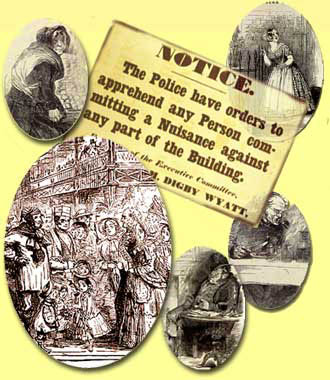 NOTICE.
The Police have orders to
apprehend any Person com-
mitting a Nuisance against
any part of the Building.
the Executive Committee,
DIGBY WYATT.